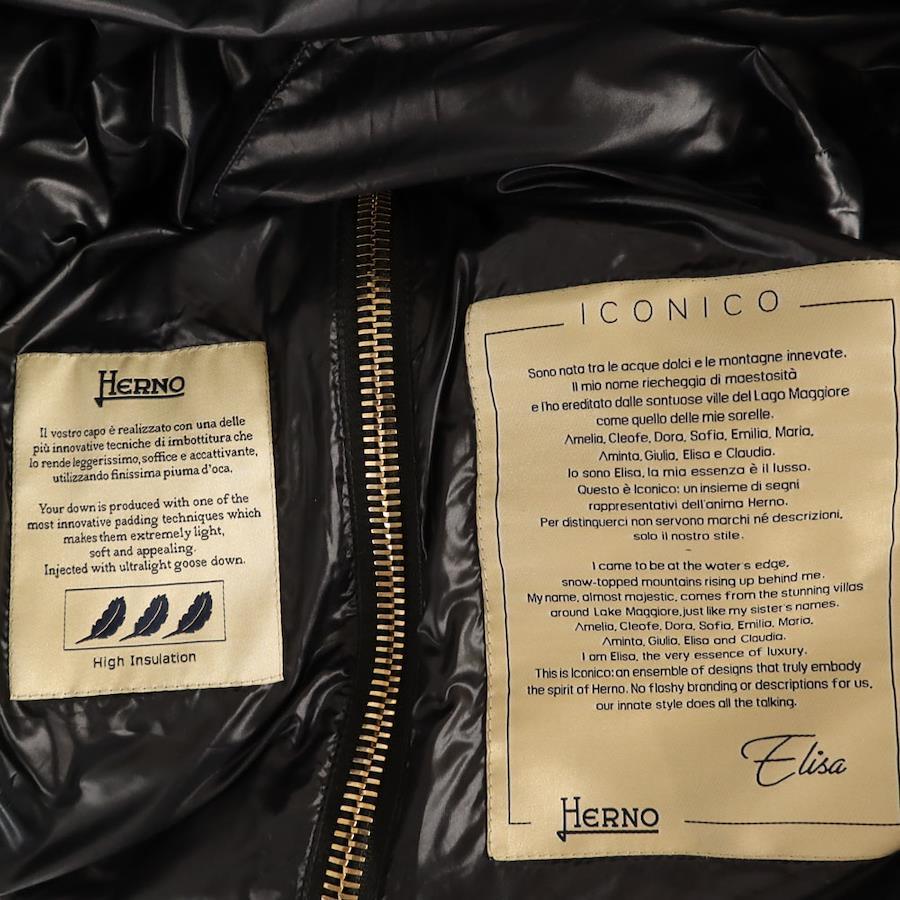 HERNO
Il vostro capo è realizzato con una delle
più innovative tecniche di imbottitura che
lo rende leggerissimo, soffice e accattivante,
utilizzando finissima piuma d'oca.
Your down is produced with one of the
most innovative padding techniques which
makes them extremely light,
soft and appealing.
Injected with ultralight goose down.
High Insulation
ICONICO
Sono nata tra le acque dolci e le montagne innevate.
Il mio nome riecheggia di maestosità
e l'ho ereditato dalle santuose ville del Lago Maggiore
come quello delle mie sorelle.
Amelia, Cleofe, Dora, Sofia, Emilia, Maria,
Aminta, Giulia, Elisa e Claudia.
Io sono Elisa, la mia essenza è il lusso.
Questo è Iconico: un insieme di segni
rappresentativi dell'anima Herno.
Per distinguerci non servono marchi né descrizioni,
solo il nostro stile.
-
I came to be at the water's edge,
snow-topped mountains rising up behind me.
My name, almost majestic, comes from the stunning villas
around Lake Maggiore, just like my sister's names.
Amelia, Cleofe, Dora, Sofia, Emilia, Maria,
Aminta, Giulia, Elisa and Claudia.
I am Elisa, the very essence of luxury.
This is Iconico: an ensemble of designs that truly embody
the spirit of Herno. No flashy branding or descriptions for us,
our innate style does all the talking.
Elisa
HERNO